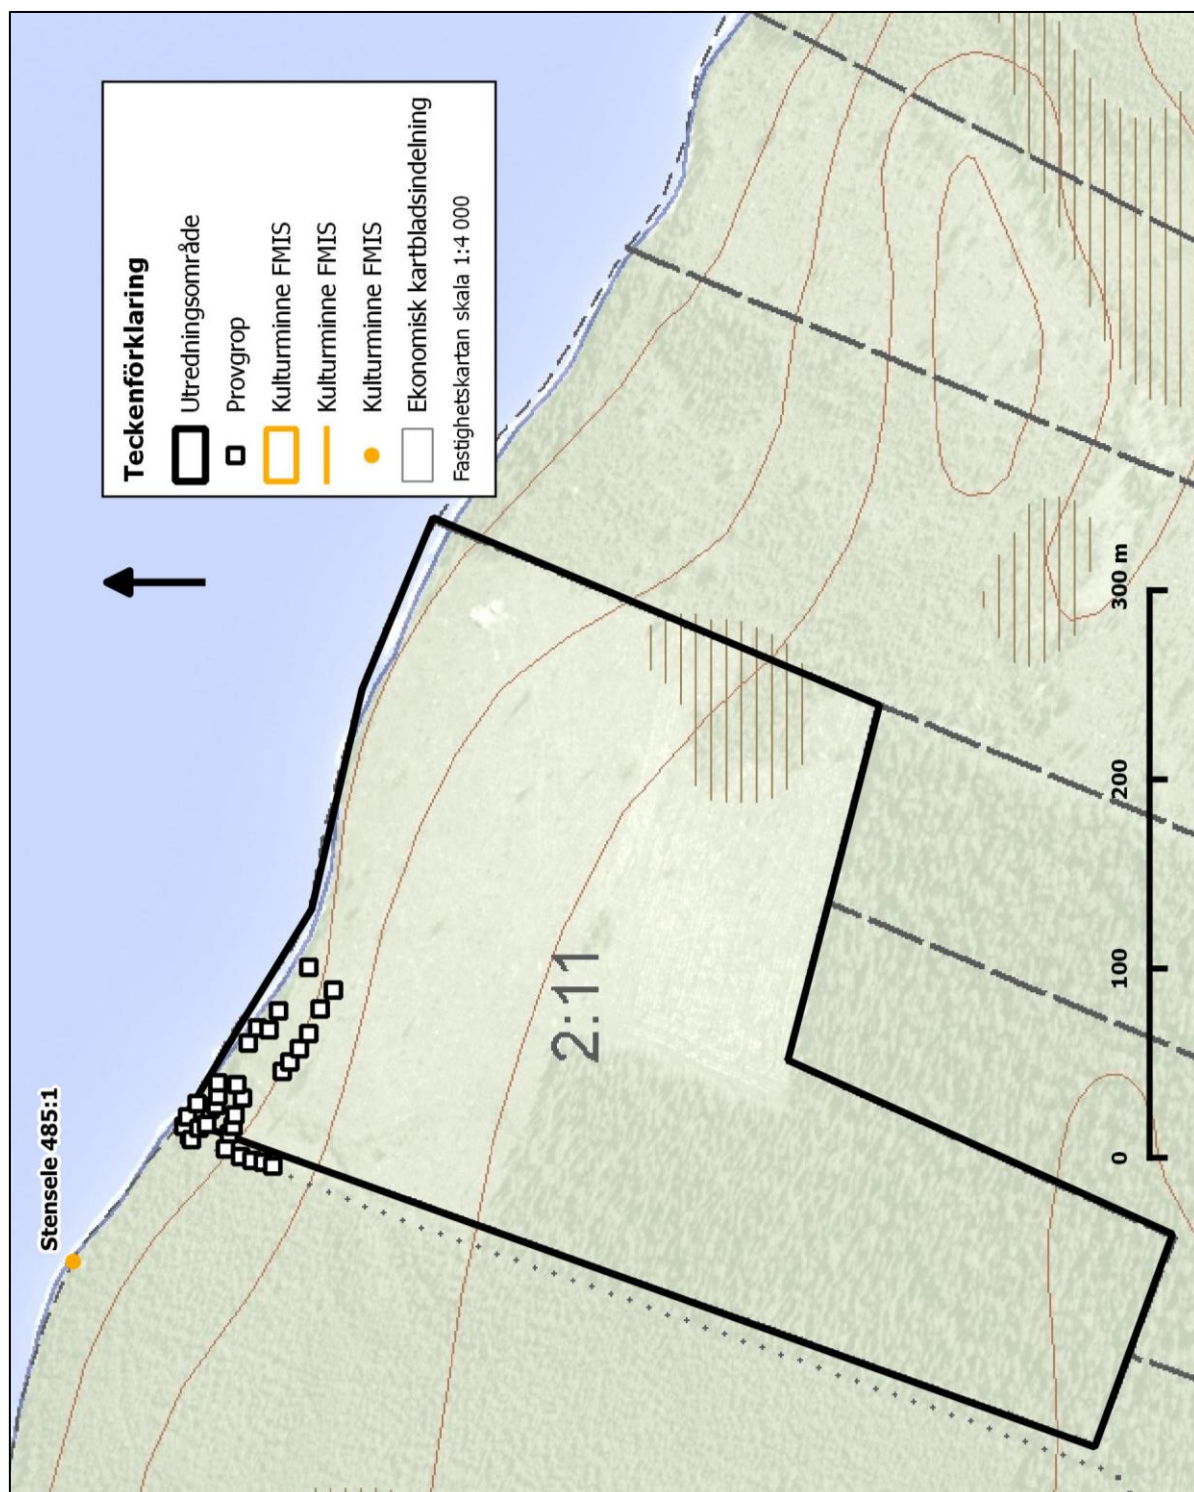 Stensele 485:1
Teckenförklaring
Utredningsområde
Provgrop
Kulturminne FMIS
Kulturminne FMIS
Kulturminne FMIS
Ekonomisk kartbladsindelning
Fastighetskartan skala 1:4 000
2:11
0 100 200 300 m